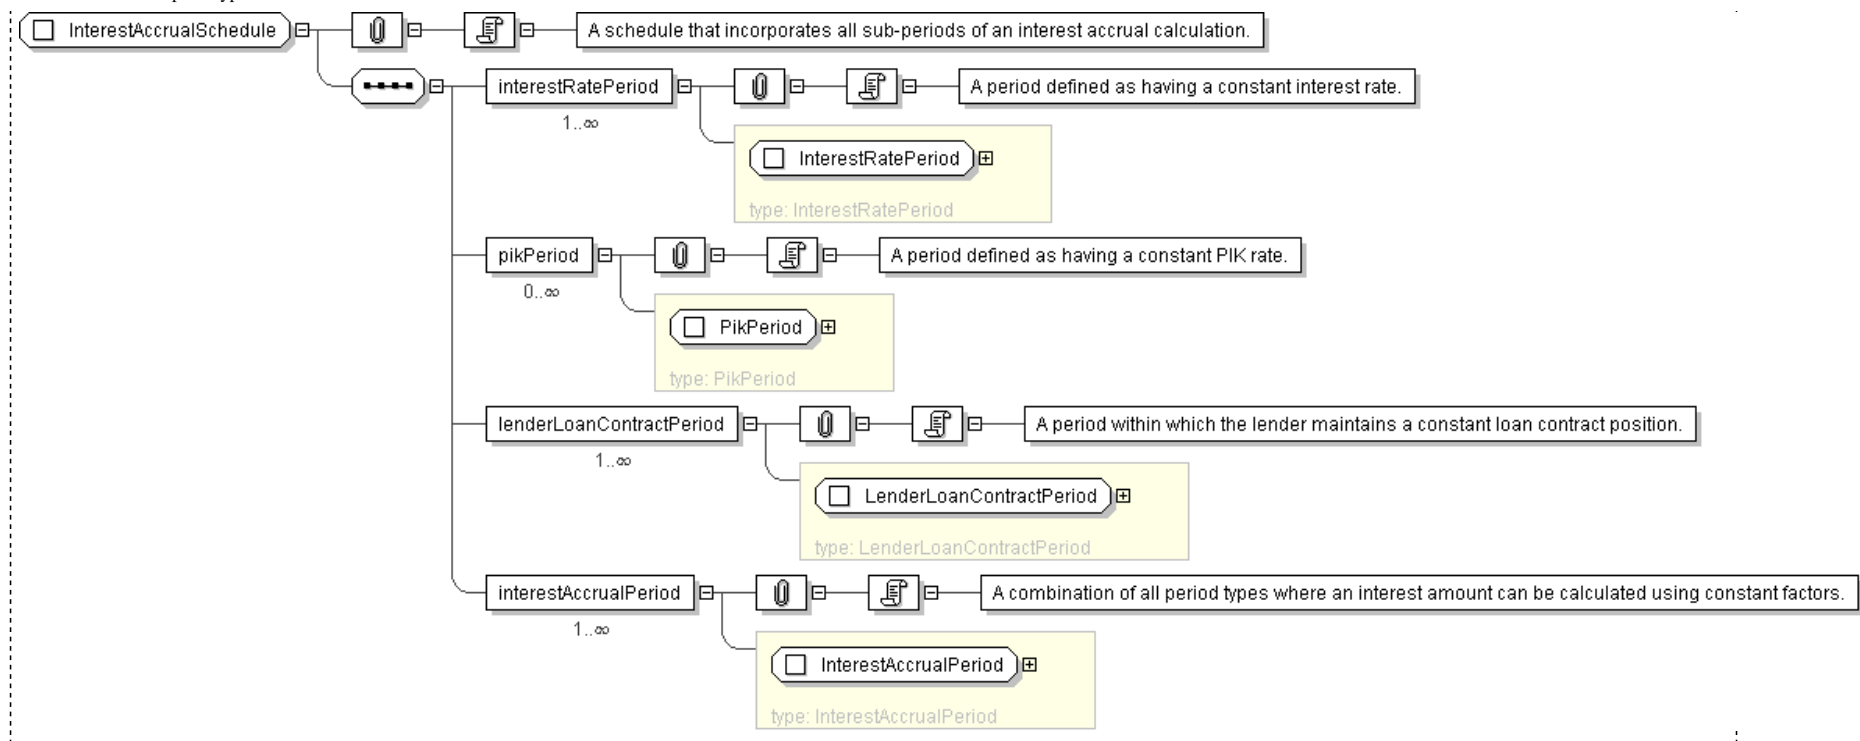 InterestAccrualSchedule A schedule that incorporates all sub-periods of an interest accrual calculation.
interestRatePeriod A period defined as having a constant interest rate.
1..∞
InterestRatePeriod
type: InterestRatePeriod
pikPeriod A period defined as having a constant PIK rate.
0..∞
PikPeriod
type: PikPeriod
lenderLoanContractPeriod A period within which the lender maintains a constant loan contract position.
1..∞
LenderLoanContractPeriod
type: LenderLoanContractPeriod
interestAccrualPeriod A combination of all period types where an interest amount can be calculated using constant factors.
1..∞
InterestAccrualPeriod
type: InterestAccrualPeriod